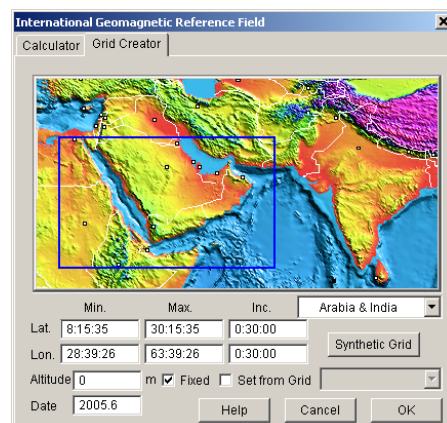 International Geomagnetic Reference Field
Calculator Grid Creator
Min. Max. Inc. Arabia & India
Lat. 8:15:35 30:15:35 0:30:00
Lon. 28:39:26 63:39:26 0:30:00
Synthetic Grid
Altitude 0 m Fixed Set from Grid
Date 2005.6
Help Cancel OK